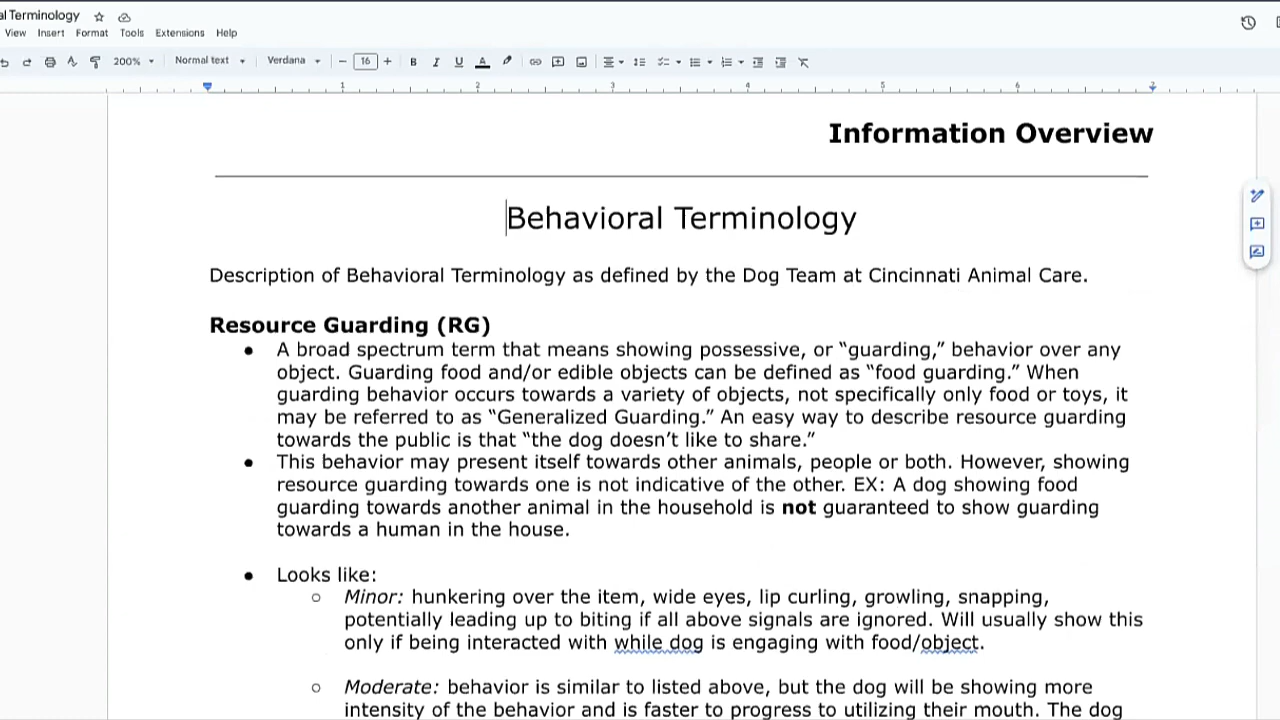 al Terminology
View Insert Format Tools Extensions Help
200% Normal text Verdana − 16 + B I U A
1 2 3 4 5 6 7
Information Overview
Behavioral Terminology
Description of Behavioral Terminology as defined by the Dog Team at Cincinnati Animal Care.
Resource Guarding (RG)
● A broad spectrum term that means showing possessive, or “guarding,” behavior over any
object. Guarding food and/or edible objects can be defined as “food guarding.” When
guarding behavior occurs towards a variety of objects, not specifically only food or toys, it
may be referred to as “Generalized Guarding.” An easy way to describe resource guarding
towards the public is that “the dog doesn’t like to share.”
● This behavior may present itself towards other animals, people or both. However, showing
resource guarding towards one is not indicative of the other. EX: A dog showing food
guarding towards another animal in the household is not guaranteed to show guarding
towards a human in the house.
● Looks like:
○ Minor: hunkering over the item, wide eyes, lip curling, growling, snapping,
potentially leading up to biting if all above signals are ignored. Will usually show this
only if being interacted with while dog is engaging with food/object.
○ Moderate: behavior is similar to listed above, but the dog will be showing more
intensity of the behavior and is faster to progress to utilizing their mouth. The dog